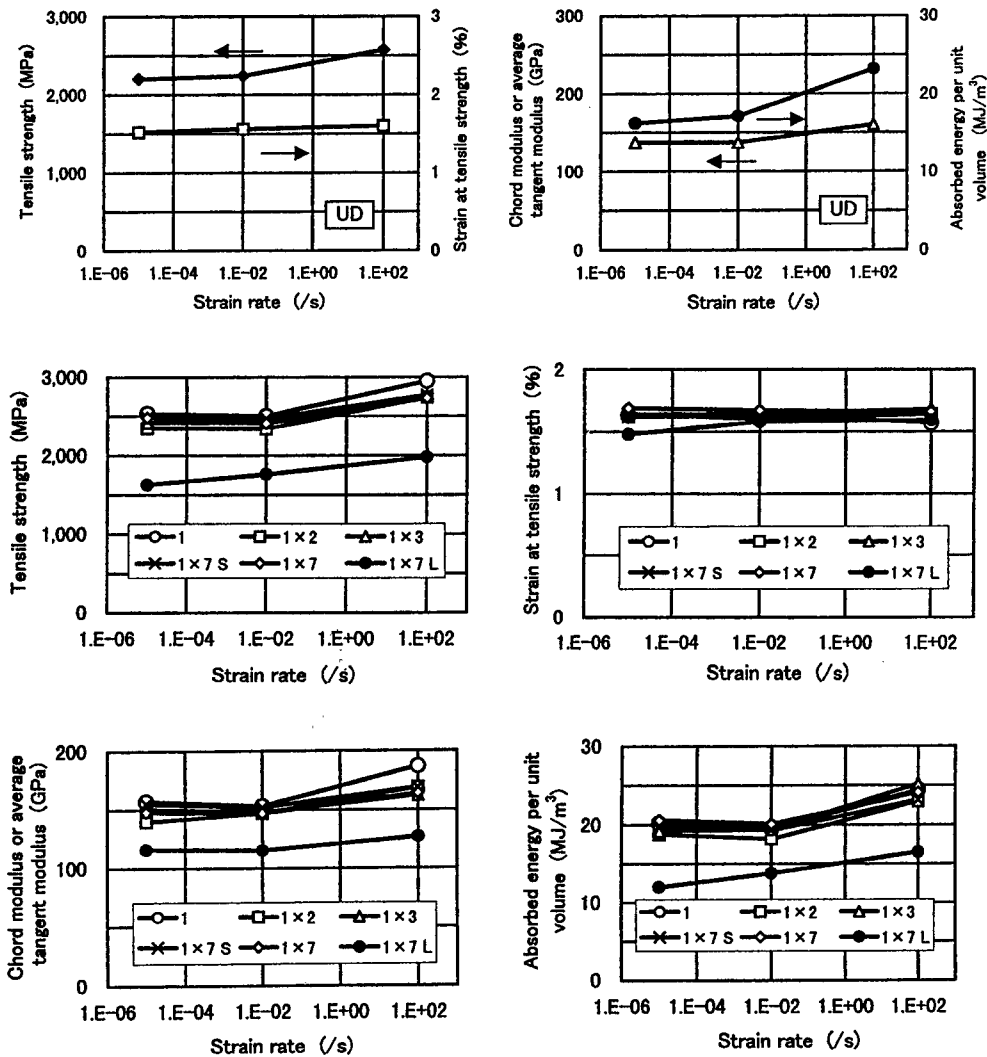 Tensile strength (MPa)
3,000
2,000
1,000
0
3
2
1
0
Strain at tensile strength (%)
UD
1.E-06 1.E-04 1.E-02 1.E+00 1.E+02
Strain rate (/s)
Chord modulus or average
tangent modulus (GPa)
300
200
100
0
30
20
10
0
Absorbed energy per unit
volume (MJ/m³)
UD
1.E-06 1.E-04 1.E-02 1.E+00 1.E+02
Strain rate (/s)
Tensile strength (MPa)
3,000
2,000
1,000
0
1 1×2 1×3
1×7 S 1×7 1×7 L
1.E-06 1.E-04 1.E-02 1.E+00 1.E+02
Strain rate (/s)
Strain at tensile strength (%)
2
1
0
1 1×2 1×3
1×7 S 1×7 1×7 L
1.E-06 1.E-04 1.E-02 1.E+00 1.E+02
Strain rate (/s)
Chord modulus or average
tangent modulus (GPa)
200
100
0
1 1×2 1×3
1×7 S 1×7 1×7 L
1.E-06 1.E-04 1.E-02 1.E+00 1.E+02
Strain rate (/s)
Absorbed energy per unit
volume (MJ/m³)
30
20
10
0
1 1×2 1×3
1×7 S 1×7 1×7 L
1.E-06 1.E-04 1.E-02 1.E+00 1.E+02
Strain rate (/s)